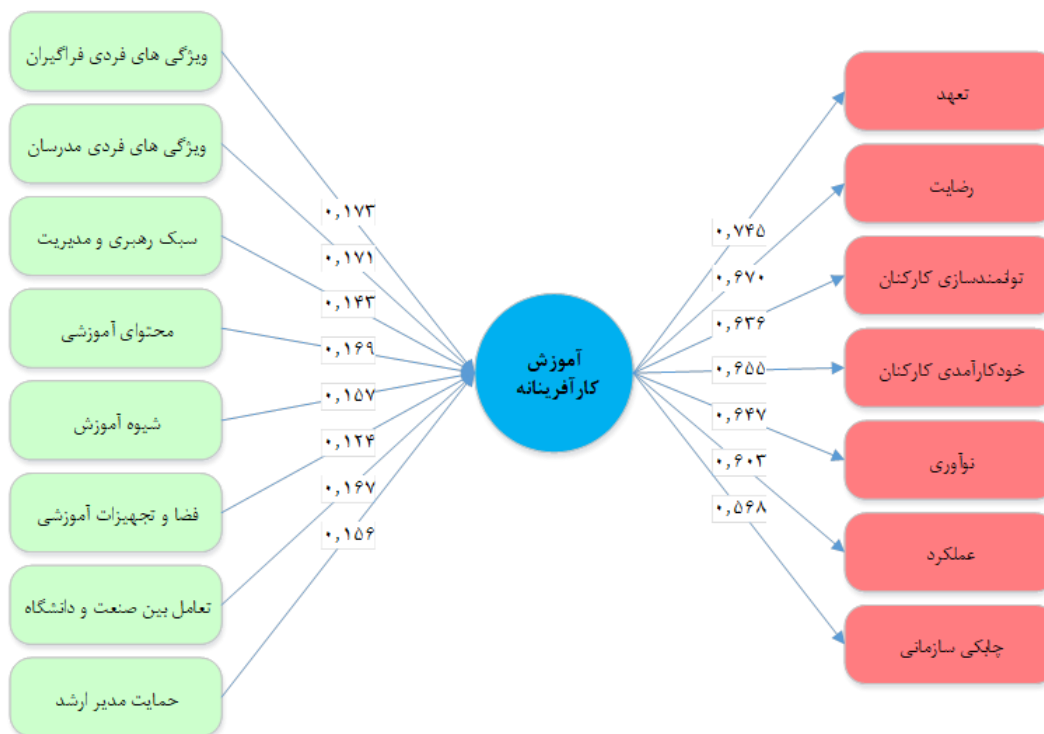 ویژگی های فردی فراگیران
ویژگی های فردی مدرسان
سبک رهبری و مدیریت
محتوای آموزشی
شیوه آموزش
فضا و تجهیزات آموزشی
تعامل بین صنعت و دانشگاه
حمایت مدیر ارشد
۰,۱۷۳
۰,۱۷۱
۰,۱۴۳
۰,۱۶۹
۰,۱۵۷
۰,۱۲۴
۰,۱۶۷
۰,۱۵۶
آموزش
کارآفرینانه
۰,۷۴۵
۰,۶۷۰
۰,۶۳۶
۰,۶۵۵
۰,۶۴۷
۰,۶۰۳
۰,۵۶۸
تعهد
رضایت
توانمندسازی کارکنان
خودکارآمدی کارکنان
نوآوری
عملکرد
چابکی سازمانی